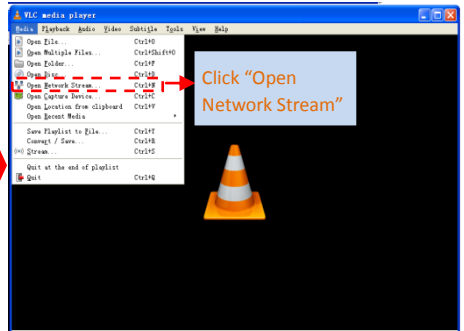 VLC media player
Media Playback Audio Video Subtitle Tools View Help
Open File... Ctrl+O
Open Multiple Files... Ctrl+Shift+O
Open Folder... Ctrl+F
Open Disc... Ctrl+D
Open Network Stream... Ctrl+N
Open Capture Device... Ctrl+C
Open Location from clipboard Ctrl+V
Open Recent Media
Save Playlist to File... Ctrl+Y
Convert / Save... Ctrl+R
Stream... Ctrl+S
Quit at the end of playlist
Quit Ctrl+Q
Click “Open
Network Stream”